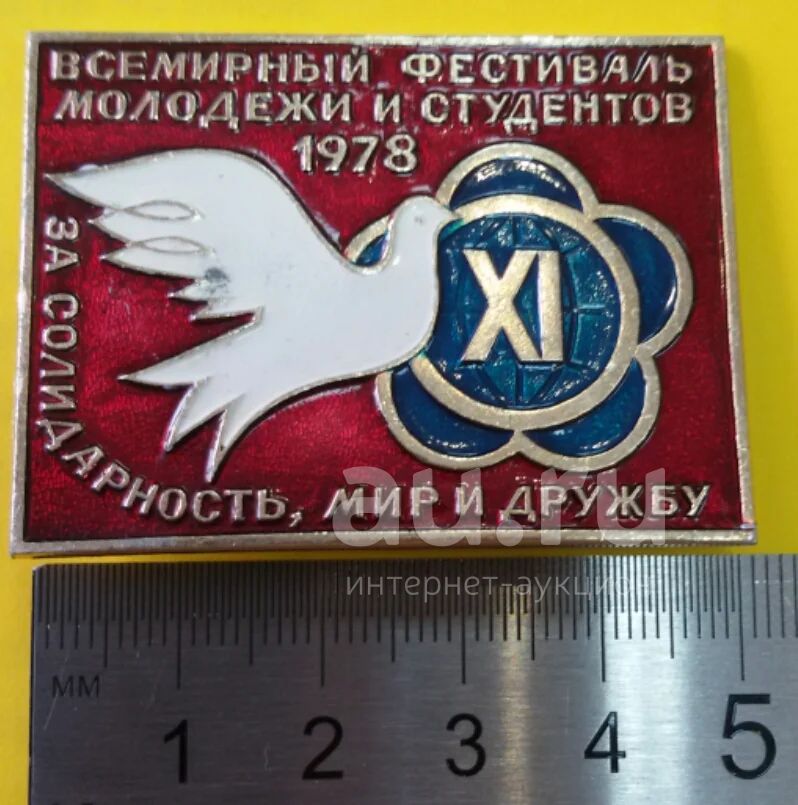 ВСЕМИРНЫЙ ФЕСТИВАЛЬ
МОЛОДЕЖИ И СТУДЕНТОВ
1978
XI
ЗА СОЛИДАРНОСТЬ, МИР И ДРУЖБУ
au.ru
интернет-аукцион
мм
1 2 3 4 5